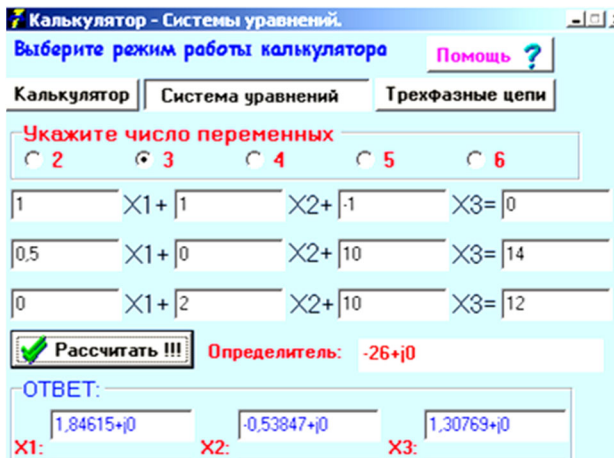 Калькулятор - Системы уравнений.
Выберите режим работы калькулятора Помощь ?
Калькулятор Система уравнений Трехфазные цепи
Укажите число переменных
2 3 4 5 6
1 X1+ 1 X2+ -1 X3= 0
0,5 X1+ 0 X2+ 10 X3= 14
0 X1+ 2 X2+ 10 X3= 12
Рассчитать !!! Определитель: -26+j0
ОТВЕТ:
X1: 1,84615+j0 X2: -0,53847+j0 X3: 1,30769+j0